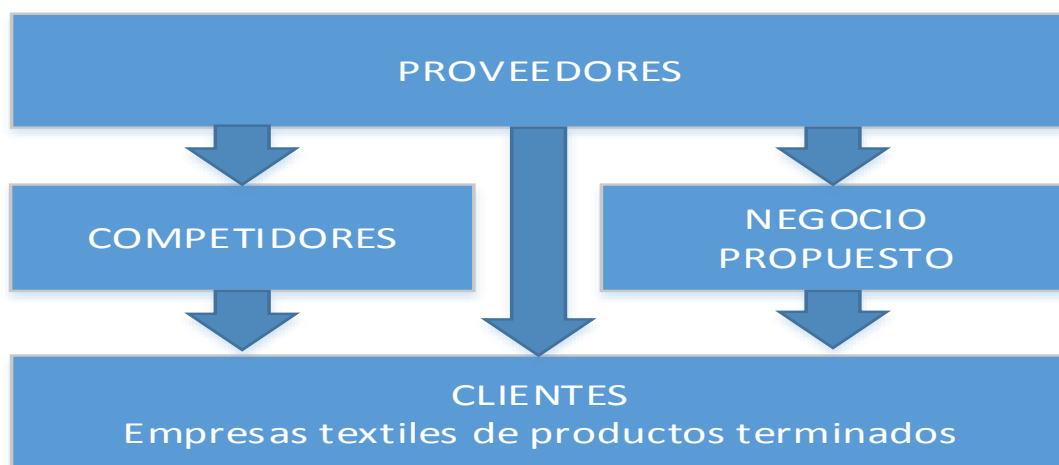 PROVEEDORES
COMPETIDORES
NEGOCIO
PROPUESTO
CLIENTES
Empresas textiles de productos terminados